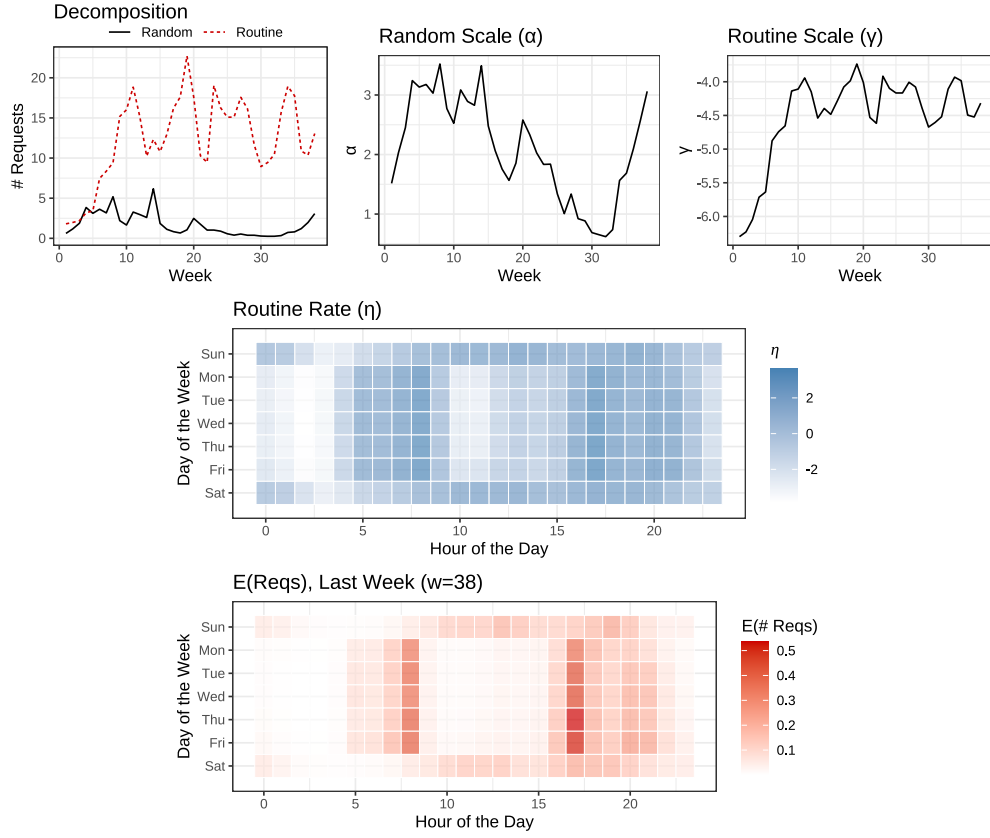 Decomposition
Random Routine
# Requests
20
15
10
5
0
0 10 20 30
Week
Random Scale (α)
α
3
2
1
0 10 20 30
Week
Routine Scale (γ)
γ
-4.0
-4.5
-5.0
-5.5
-6.0
0 10 20 30
Week
Routine Rate (η)
Day of the Week
Sun
Mon
Tue
Wed
Thu
Fri
Sat
0 5 10 15 20
Hour of the Day
η
2
0
-2
E(Reqs), Last Week (w=38)
Day of the Week
Sun
Mon
Tue
Wed
Thu
Fri
Sat
0 5 10 15 20
Hour of the Day
E(# Reqs)
0.5
0.4
0.3
0.2
0.1